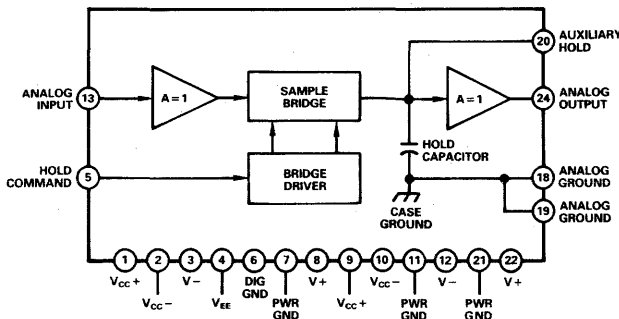 20
AUXILIARY
HOLD
ANALOG
INPUT
13
A = 1
SAMPLE
BRIDGE
A = 1
24
ANALOG
OUTPUT
HOLD
CAPACITOR
HOLD
COMMAND
5
BRIDGE
DRIVER
18
ANALOG
GROUND
CASE
GROUND
19
ANALOG
GROUND
1 2 3 4 6 7 8 9 10 11 12 21 22
VCC+
VCC−
V−
VEE
DIG
GND
PWR
GND
V+
VCC+
VCC−
PWR
GND
V−
PWR
GND
V+